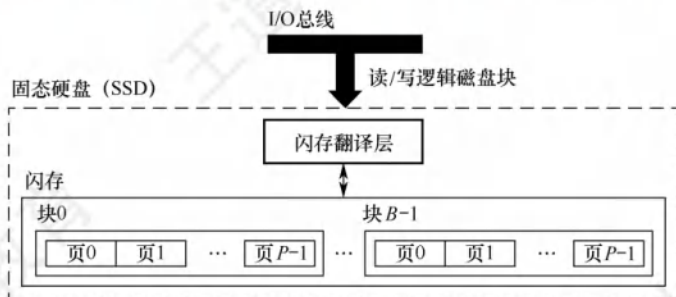 I/O总线
读/写逻辑磁盘块
固态硬盘（SSD）
闪存翻译层
闪存
块0 块B-1
页0 页1 … 页P-1 … 页0 页1 … 页P-1